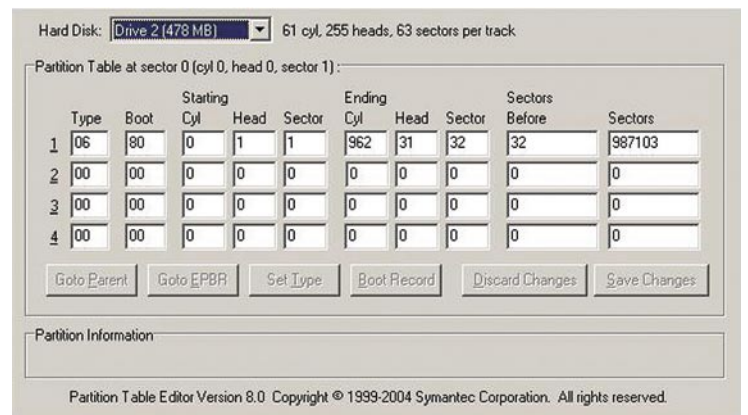 Hard Disk: Drive 2 (478 MB) 61 cyl, 255 heads, 63 sectors per track
Partition Table at sector 0 (cyl 0, head 0, sector 1) :
Starting Ending Sectors
Type Boot Cyl Head Sector Cyl Head Sector Before Sectors
1 06 80 0 1 1 962 31 32 32 987103
2 00 00 0 0 0 0 0 0 0 0
3 00 00 0 0 0 0 0 0 0 0
4 00 00 0 0 0 0 0 0 0 0
Goto Parent Goto EPBR Set Type Boot Record Discard Changes Save Changes
Partition Information
Partition Table Editor Version 8.0 Copyright © 1999-2004 Symantec Corporation. All rights reserved.